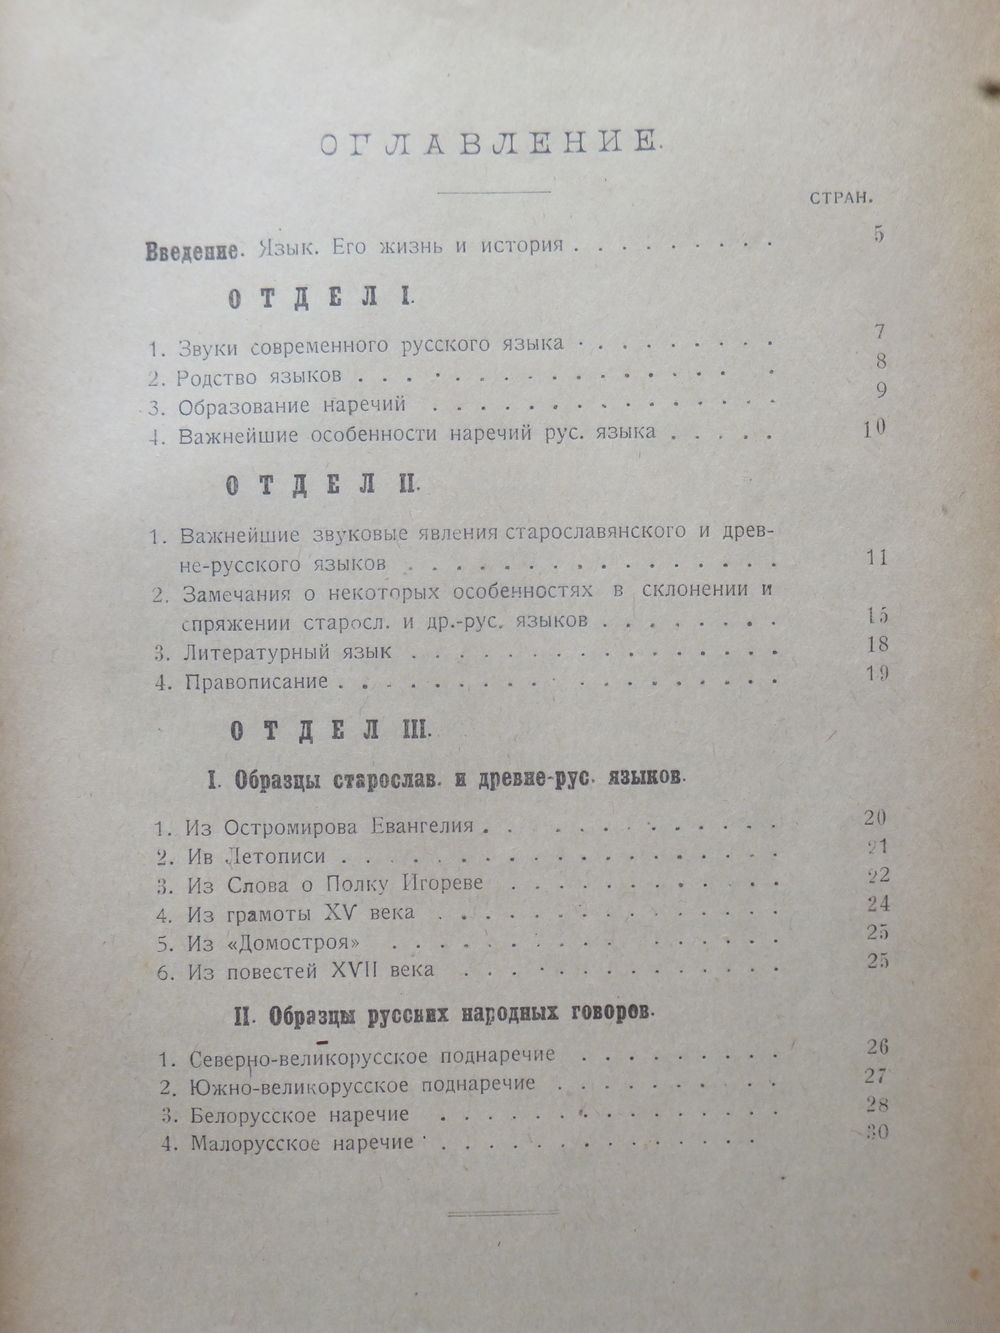 ОГЛАВЛЕНИЕ.
СТРАН.
Введение. Язык. Его жизнь и история . . . . . . . . . 5
ОТДЕЛ I.
1. Звуки современного русского языка . . . . . . . . . 7
2. Родство языков . . . . . . . . . . . . . . . . . 8
3. Образование наречий . . . . . . . . . . . . . . . 9
4. Важнейшие особенности наречий рус. языка . . . . . 10
ОТДЕЛ II.
1. Важнейшие звуковые явления старославянского и древ-
не-русского языков . . . . . . . . . . . . . . . . 11
2. Замечания о некоторых особенностях в склонении и
спряжении старосл. и др.-рус. языков . . . . . . . . 15
3. Литературный язык . . . . . . . . . . . . . . . . 18
4. Правописание . . . . . . . . . . . . . . . . . . 19
ОТДЕЛ III.
I. Образцы старослав. и древне-рус. языков.
1. Из Остромирова Евангелия . . . . . . . . . . . . 20
2. Ив Летописи . . . . . . . . . . . . . . . . . . 21
3. Из Слова о Полку Игореве . . . . . . . . . . . . 22
4. Из грамоты XV века . . . . . . . . . . . . . . . 24
5. Из «Домостроя» . . . . . . . . . . . . . . . . 25
6. Из повестей XVII века . . . . . . . . . . . . . . 25
II. Образцы русских народных говоров.
1. Северно-великорусское поднаречие . . . . . . . . . 26
2. Южно-великорусское поднаречие . . . . . . . . . 27
3. Белорусское наречие . . . . . . . . . . . . . . . 28
4. Малорусское наречие . . . . . . . . . . . . . . . 30